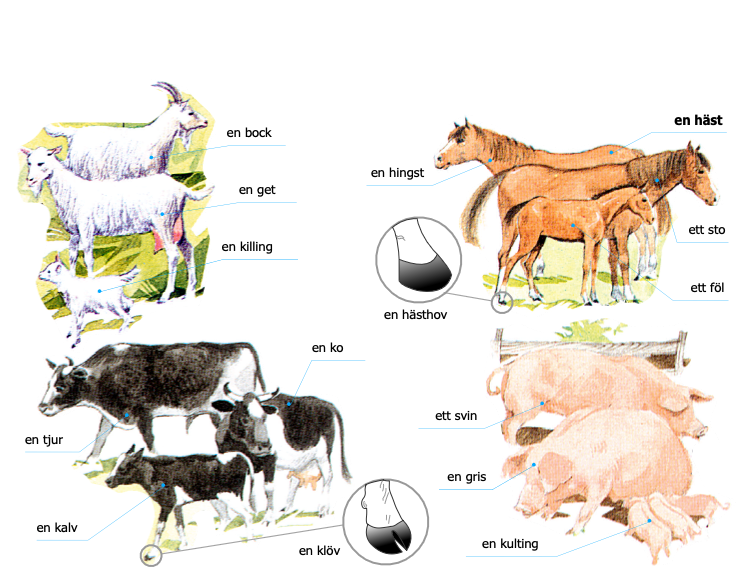 en bock
en get
en killing
en häst
en hingst
ett sto
ett föl
en hästhov
en ko
en tjur
en kalv
en klöv
ett svin
en gris
en kulting